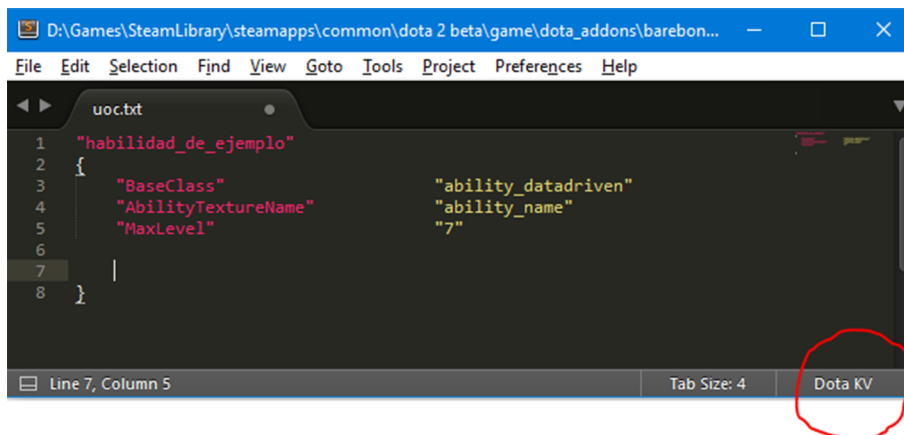 D:\Games\SteamLibrary\steamapps\common\dota 2 beta\game\dota_addons\barebon...
File Edit Selection Find View Goto Tools Project Preferences Help
uoc.txt
1 "habilidad_de_ejemplo"
2 {
3 "BaseClass" "ability_datadriven"
4 "AbilityTextureName" "ability_name"
5 "MaxLevel" "7"
6
7
8 }
Line 7, Column 5 Tab Size: 4 Dota KV